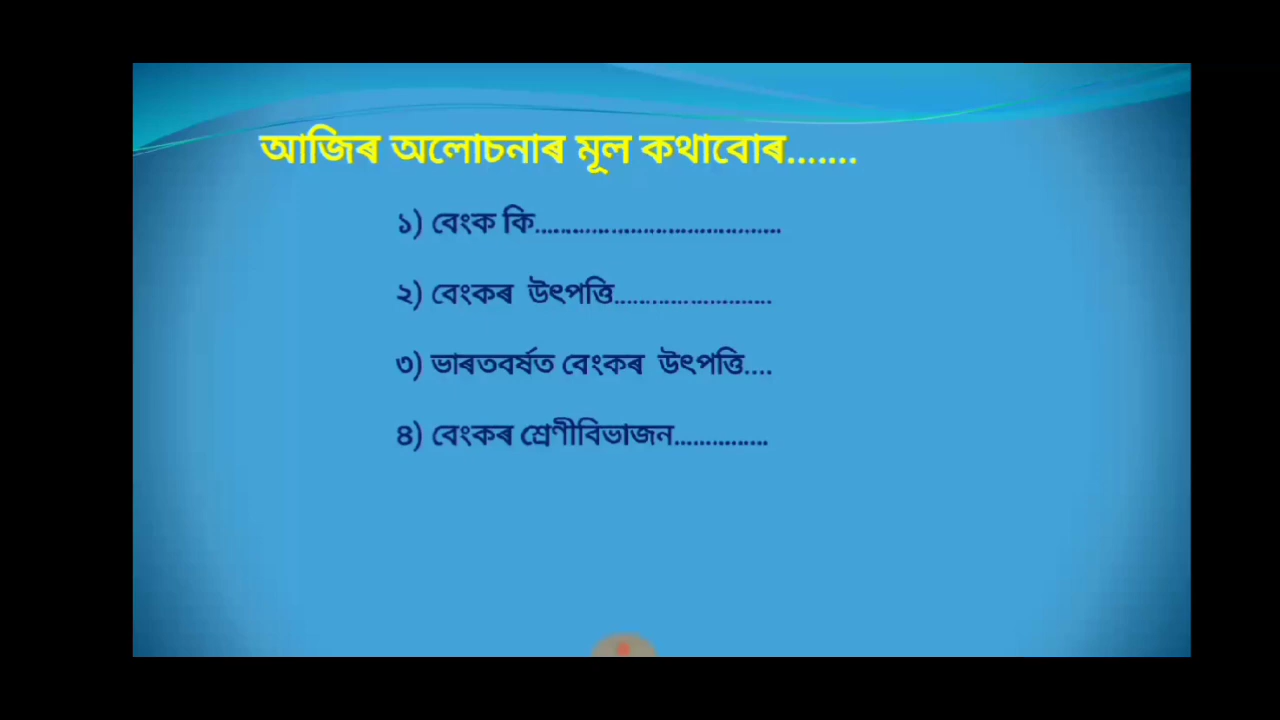 আজিৰ অলোচনাৰ মূল কথাবোৰ.......
১) বেংক কি.......................................
২) বেংকৰ উৎপত্তি.........................
৩) ভাৰতবৰ্ষত বেংকৰ উৎপত্তি....
৪) বেংকৰ শ্ৰেণীবিভাজন...............